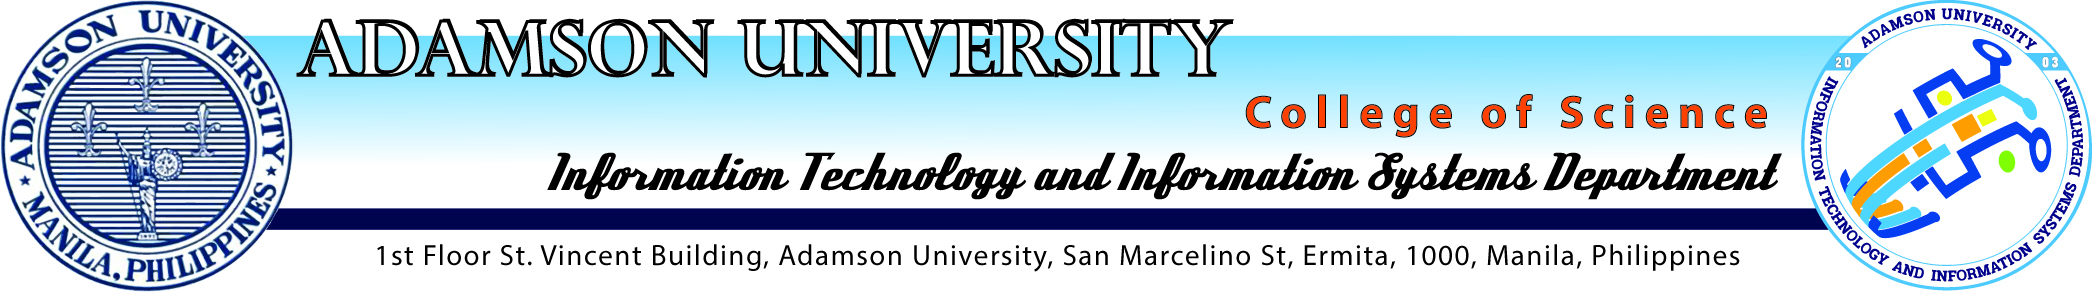 ADAMSON UNIVERSITY
MANILA, PHILIPPINES
ADAMSON UNIVERSITY
College of Science
Information Technology and Information Systems Department
1st Floor St. Vincent Building, Adamson University, San Marcelino St, Ermita, 1000, Manila, Philippines
ADAMSON UNIVERSITY
20 03
INFORMATION TECHNOLOGY AND INFORMATION SYSTEMS DEPARTMENT